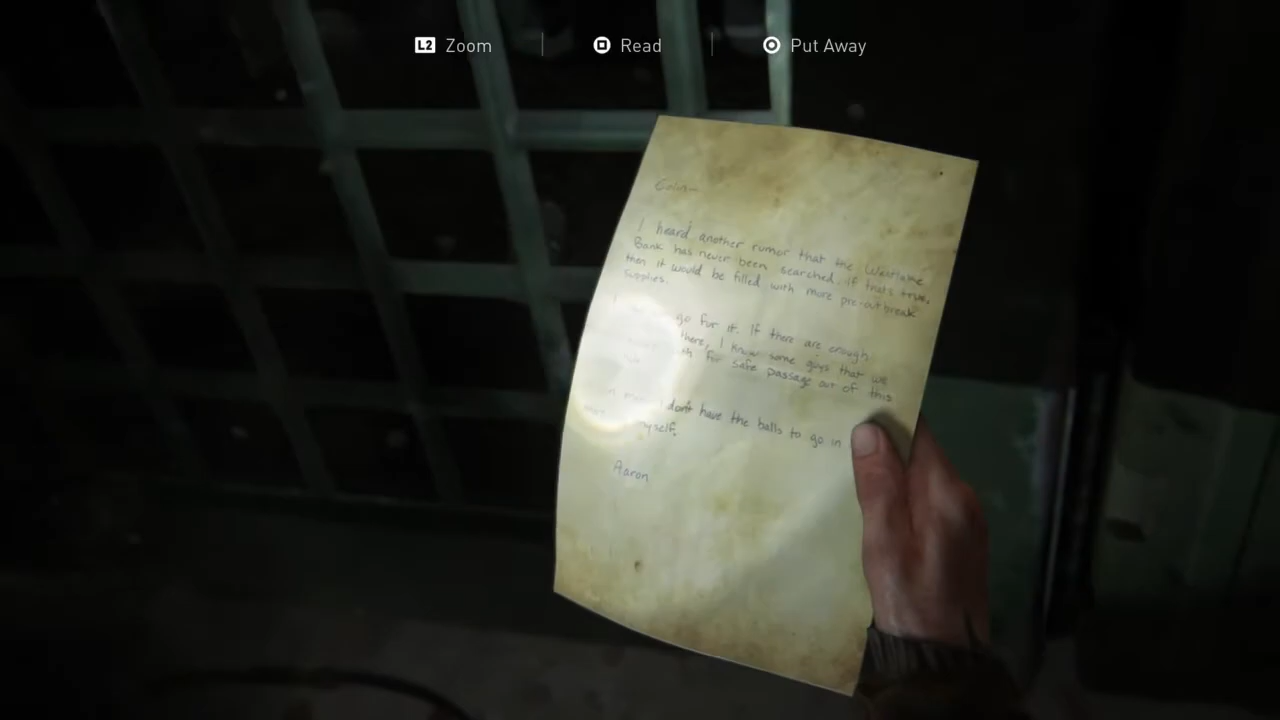 L2 Zoom
Read
Put Away
I heard another rumor that the Westlake
Bank has never been searched. if thats true,
then it would be filled with more pre-outbreak
supplies.
go for it. If there are enough
there, I know some guys that we
for safe passage out of this
I don't have the balls to go in
myself.
Aaron